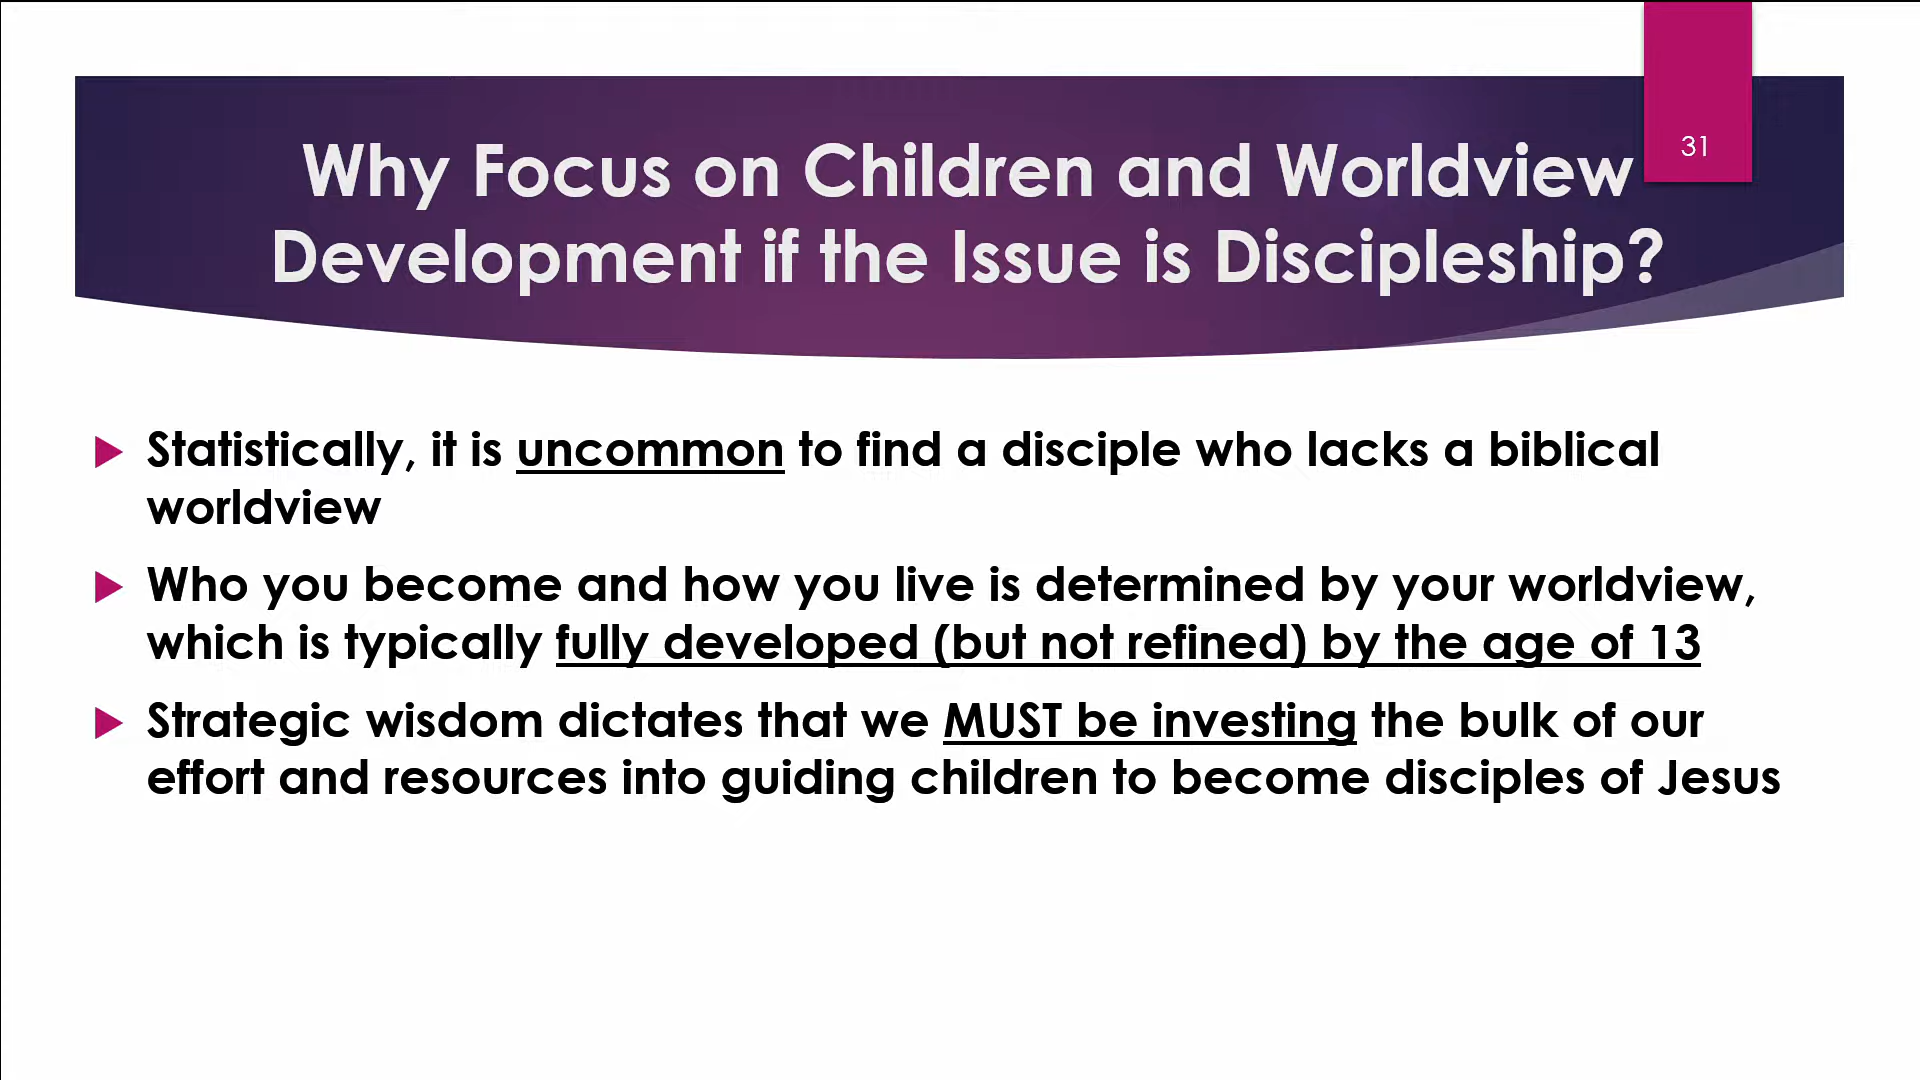 31
Why Focus on Children and Worldview
Development if the Issue is Discipleship?
Statistically, it is uncommon to find a disciple who lacks a biblical
worldview
Who you become and how you live is determined by your worldview,
which is typically fully developed (but not refined) by the age of 13
Strategic wisdom dictates that we MUST be investing the bulk of our
effort and resources into guiding children to become disciples of Jesus